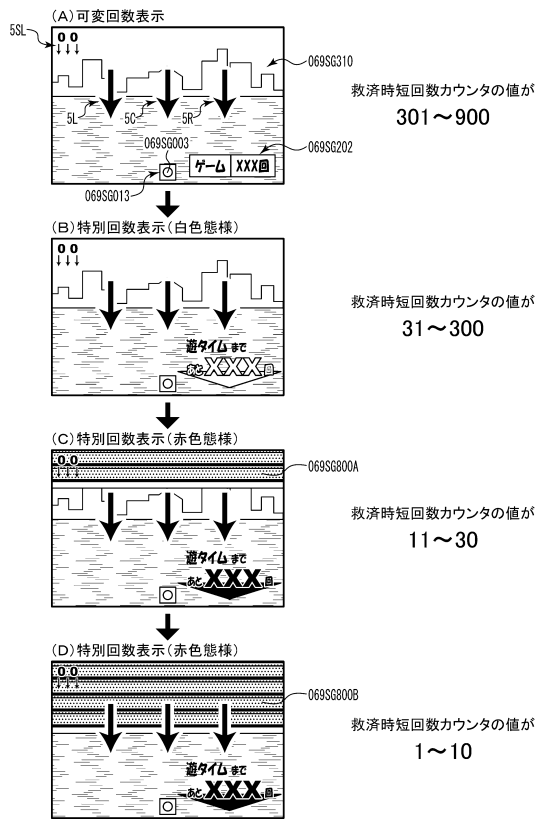 (A)可変回数表示
5SL
0 0
069SG310
5L
5C
5R
救済時短回数カウンタの値が
301～900
069SG003
069SG202
ゲーム XXX回
069SG013
(B)特別回数表示(白色態様)
0 0
救済時短回数カウンタの値が
31～300
遊タイムまで
あとXXX回
(C)特別回数表示(赤色態様)
0 0
069SG800A
救済時短回数カウンタの値が
11～30
遊タイムまで
あとXXX回
(D)特別回数表示(赤色態様)
0 0
069SG800B
救済時短回数カウンタの値が
1～10
遊タイムまで
あとXXX回